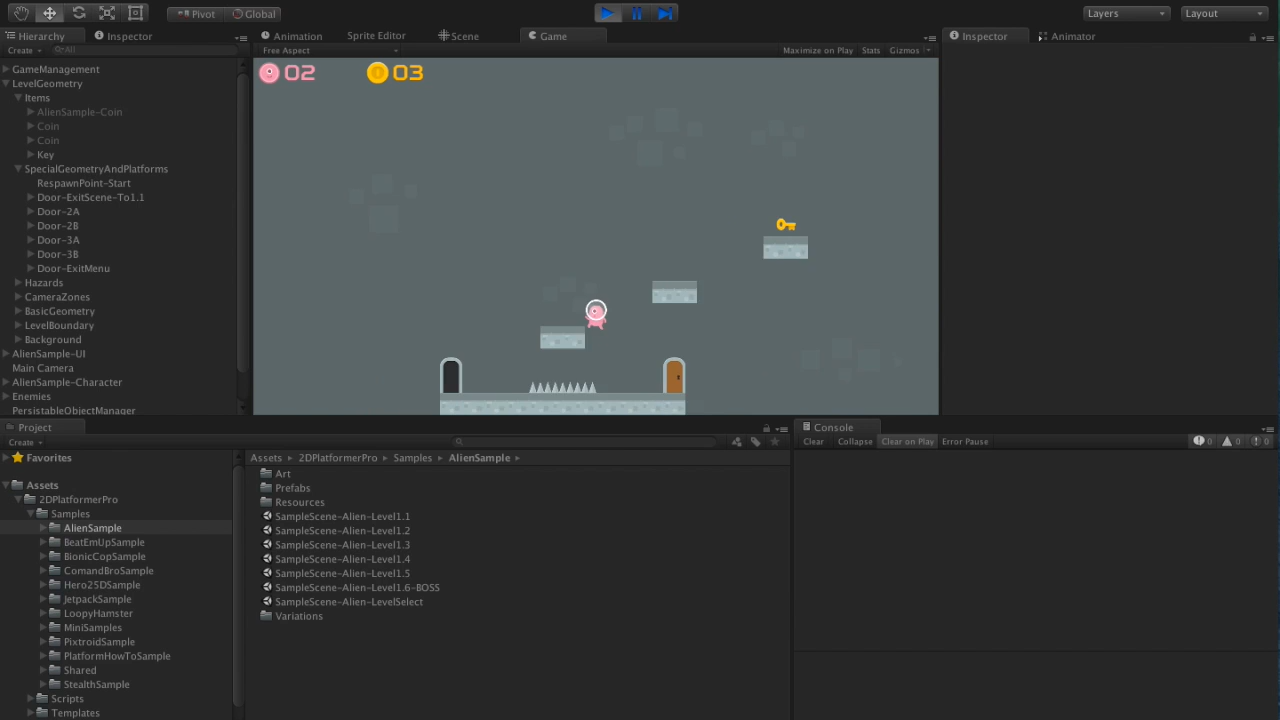 Pivot Global Layers Layout
Hierarchy Inspector Animation Sprite Editor Scene Game Inspector Animator
Create All Free Aspect Maximize on Play Stats Gizmos
02 03
GameManagement
LevelGeometry
Items
AlienSample-Coin
Coin
Coin
Key
SpecialGeometryAndPlatforms
RespawnPoint-Start
Door-ExitScene-To1.1
Door-2A
Door-2B
Door-3A
Door-3B
Door-ExitMenu
Hazards
CameraZones
BasicGeometry
LevelBoundary
Background
AlienSample-UI
Main Camera
AlienSample-Character
Enemies
PersistableObjectManager
Project
Create
Favorites
Assets
2DPlatformerPro
Samples
AlienSample
BeatEmUpSample
BionicCopSample
ComandBroSample
Hero25DSample
JetpackSample
LoopyHamster
MiniSamples
PixtroidSample
PlatformHowToSample
Shared
StealthSample
Scripts
Templates
Assets 2DPlatformerPro Samples AlienSample
Art
Prefabs
Resources
SampleScene-Alien-Level1.1
SampleScene-Alien-Level1.2
SampleScene-Alien-Level1.3
SampleScene-Alien-Level1.4
SampleScene-Alien-Level1.5
SampleScene-Alien-Level1.6-BOSS
SampleScene-Alien-LevelSelect
Variations
Console
Clear Collapse Clear on Play Error Pause 0 0 0